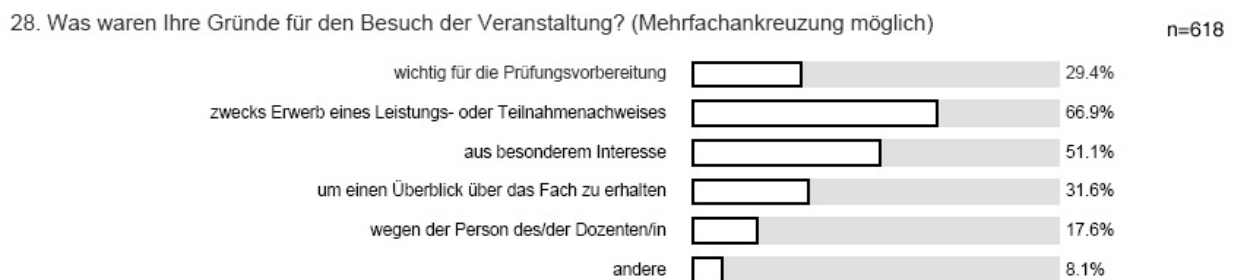 28. Was waren Ihre Gründe für den Besuch der Veranstaltung? (Mehrfachankreuzung möglich) n=618
wichtig für die Prüfungsvorbereitung 29.4%
zwecks Erwerb eines Leistungs- oder Teilnahmenachweises 66.9%
aus besonderem Interesse 51.1%
um einen Überblick über das Fach zu erhalten 31.6%
wegen der Person des/der Dozenten/in 17.6%
andere 8.1%